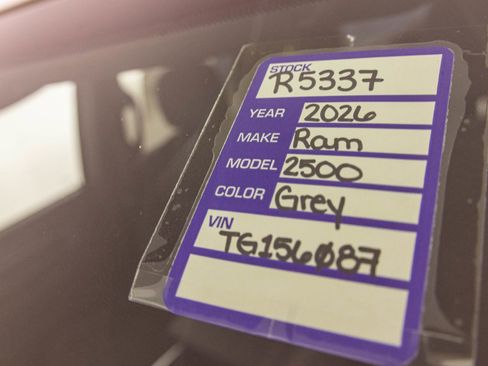 STOCK
R5337
YEAR 2026
MAKE Ram
MODEL 2500
COLOR Grey
VIN
TG156087